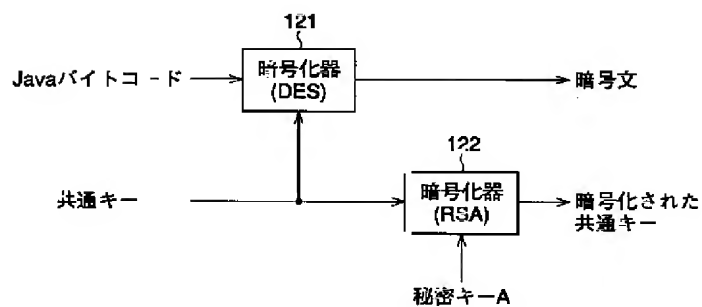 121
Javaバイトコード
暗号化器
(DES)
暗号文
122
共通キー
暗号化器
(RSA)
暗号化された
共通キー
秘密キーA